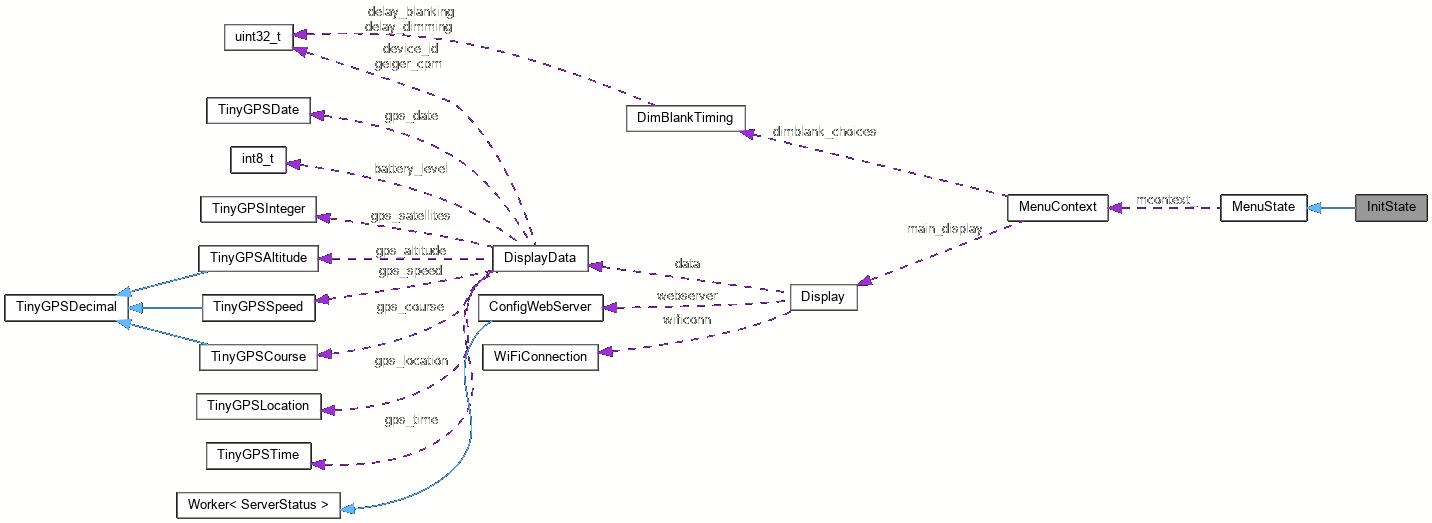 delay_blanking
delay_dimming
uint32_t
device_id
geiger_cpm
TinyGPSDate
gps_date
DimBlankTiming
dimblank_choices
int8_t
battery_level
TinyGPSInteger
gps_satellites
MenuContext
mcontext
MenuState
InitState
main_display
TinyGPSAltitude
gps_altitude
DisplayData
data
gps_speed
TinyGPSDecimal
TinyGPSSpeed
gps_course
ConfigWebServer
webserver
Display
wificonn
TinyGPSCourse
gps_location
WiFiConnection
TinyGPSLocation
gps_time
TinyGPSTime
Worker< ServerStatus >